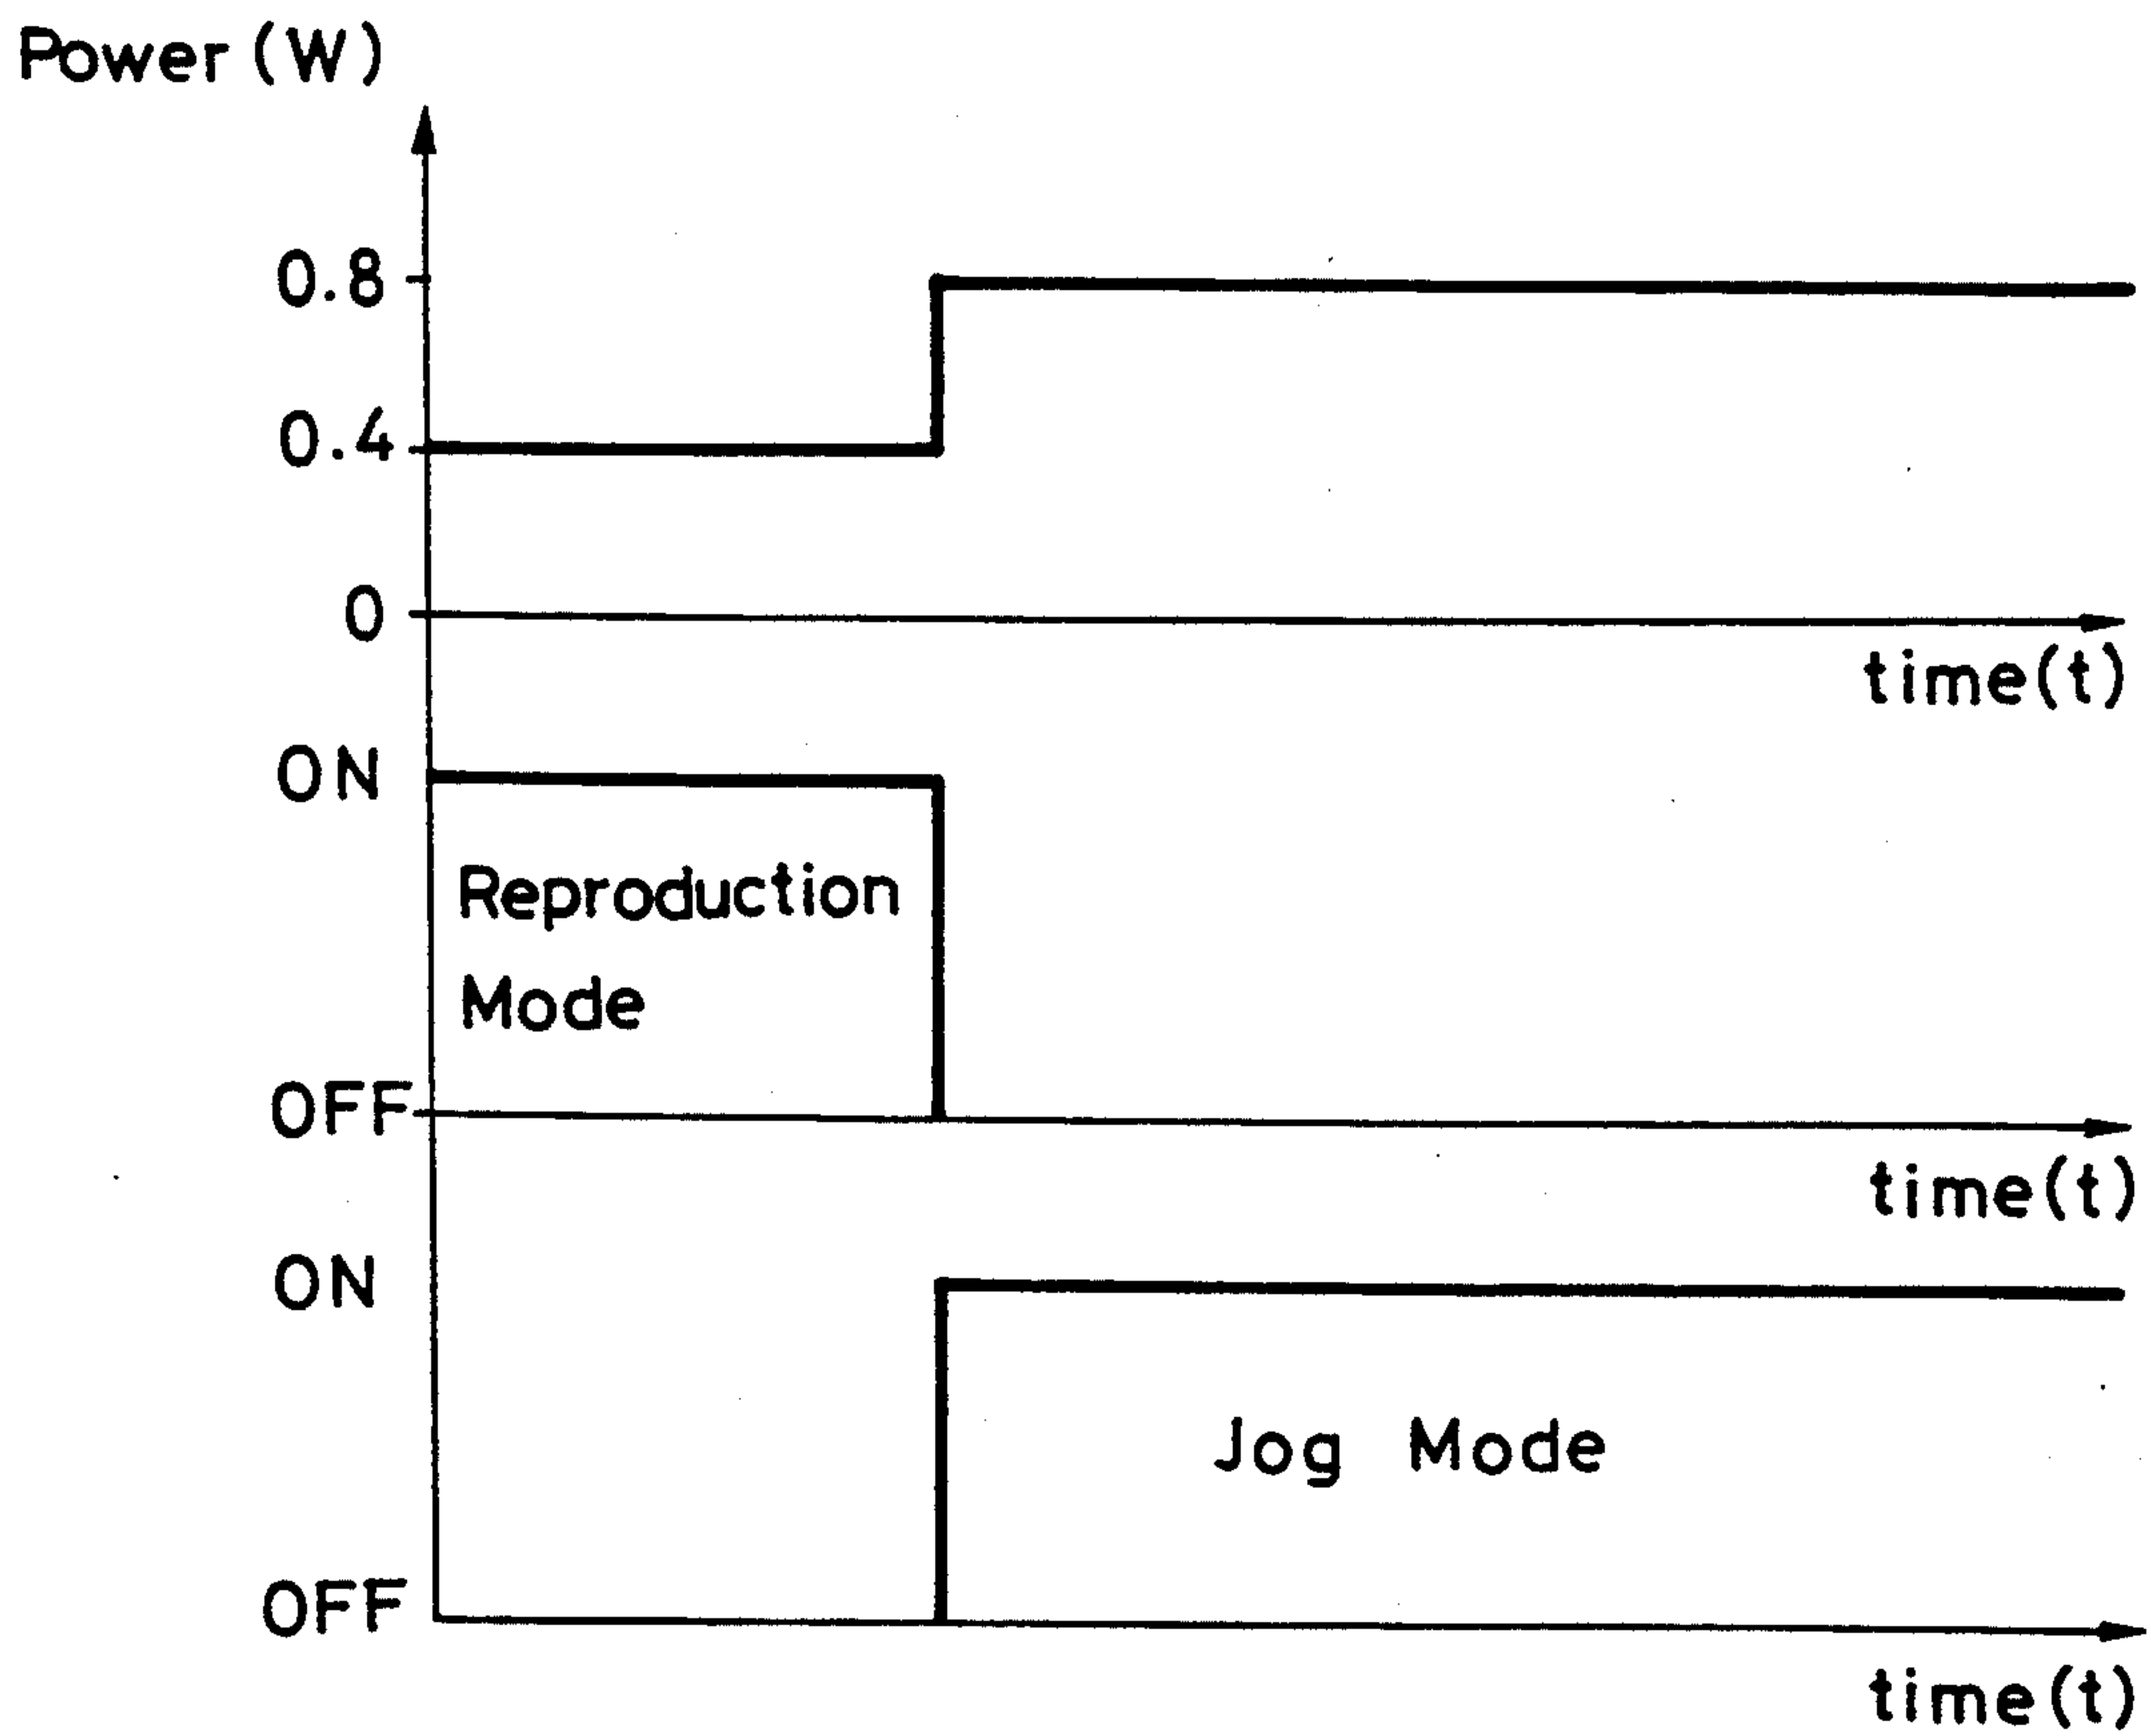 Power (W)
0.8
0.4
0
time(t)
ON
Reproduction
Mode
OFF
time(t)
ON
Jog Mode
OFF
time(t)